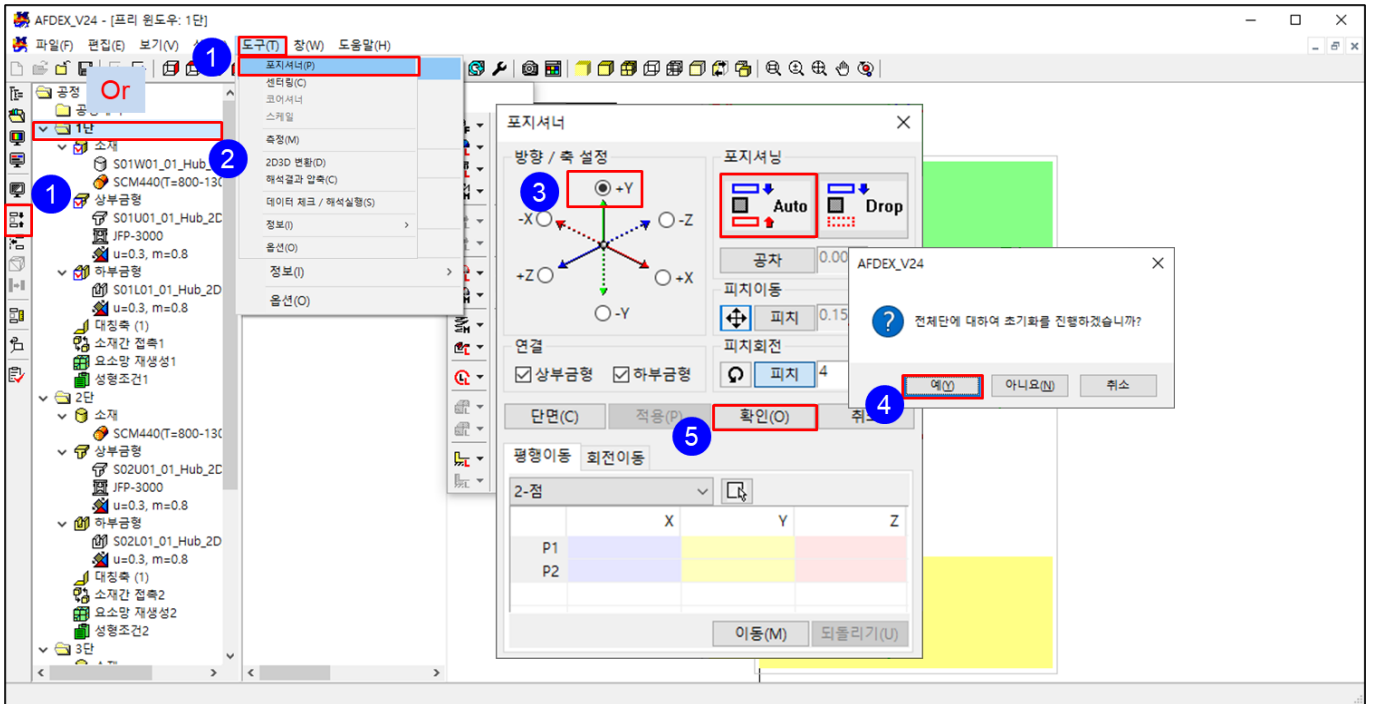 AFDEX_V24 - [프리 윈도우: 1단]
파일(F) 편집(E) 보기(V) 도구(T) 창(W) 도움말(H)
1
Or
포지셔너(P)
센터링(C)
코어셔너
스케일
측정(M)
2D3D 변환(D)
해석결과 압축(C)
데이터 체크 / 해석실행(S)
정보(I)
옵션(O)
정보(I)
옵션(O)
공정
1단
2
1
소재
S01W01_01_Hub_
SCM440(T=800-130
상부금형
S01U01_01_Hub_2D
JFP-3000
u=0.3, m=0.8
하부금형
S01L01_01_Hub_2D
u=0.3, m=0.8
대칭축 (1)
소재간 접촉1
요소망 재생성1
성형조건1
2단
소재
SCM440(T=800-130
상부금형
S02U01_01_Hub_2D
JFP-3000
u=0.3, m=0.8
하부금형
S02L01_01_Hub_2D
u=0.3, m=0.8
대칭축 (1)
소재간 접촉2
요소망 재생성2
성형조건2
3단
포지셔너
방향 / 축 설정
3
+Y
-X
-Z
+Z
+X
-Y
포지셔닝
Auto
Drop
공차
0.00
피치이동
피치
0.15
연결
상부금형
하부금형
피치회전
피치
4
단면(C)
적용(P)
확인(O)
5
평행이동
회전이동
2-점
X Y Z
P1
P2
이동(M)
되돌리기(U)
AFDEX_V24
전체단에 대하여 초기화를 진행하겠습니까?
예(Y)
아니요(N)
취소
4